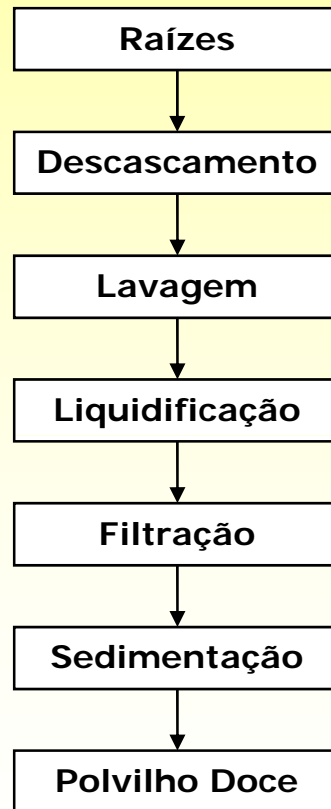 Raízes
Descascamento
Lavagem
Liquidificação
Filtração
Sedimentação
Polvilho Doce